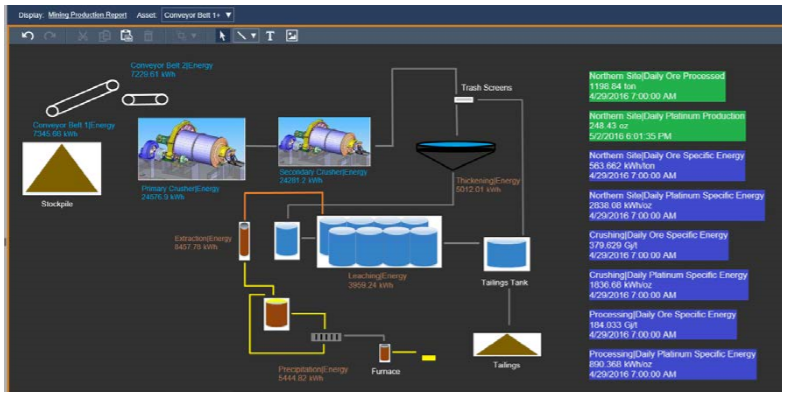 Display: Mining Production Report Asset: Conveyor Belt 1+
T
Conveyor Belt 2|Energy
7229.61 kWh
Conveyor Belt 1|Energy
7345.68 kWh
Stockpile
Primary Crusher|Energy
24576.9 kWh
Secondary Crusher|Energy
24281.2 kWh
Trash Screens
Thickening|Energy
5012.01 kWh
Extraction|Energy
8457.78 kWh
Leaching|Energy
3959.24 kWh
Tailings Tank
Precipitation|Energy
5444.82 kWh
Furnace
Tailings
Northern Site|Daily Ore Processed
1198.84 ton
4/29/2016 7:00:00 AM
Northern Site|Daily Platinum Production
248.43 oz
5/2/2016 6:01:35 PM
Northern Site|Daily Ore Specific Energy
563.662 kWh/ton
4/29/2016 7:00:00 AM
Northern Site|Daily Platinum Specific Energy
2838.08 kWh/oz
4/29/2016 7:00:00 AM
Crushing|Daily Ore Specific Energy
379.629 Gj/t
4/29/2016 7:00:00 AM
Crushing|Daily Platinum Specific Energy
1836.68 kWh/oz
4/29/2016 7:00:00 AM
Processing|Daily Ore Specific Energy
184.033 Gj/t
4/29/2016 7:00:00 AM
Processing|Daily Platinum Specific Energy
890.368 kWh/oz
4/29/2016 7:00:00 AM